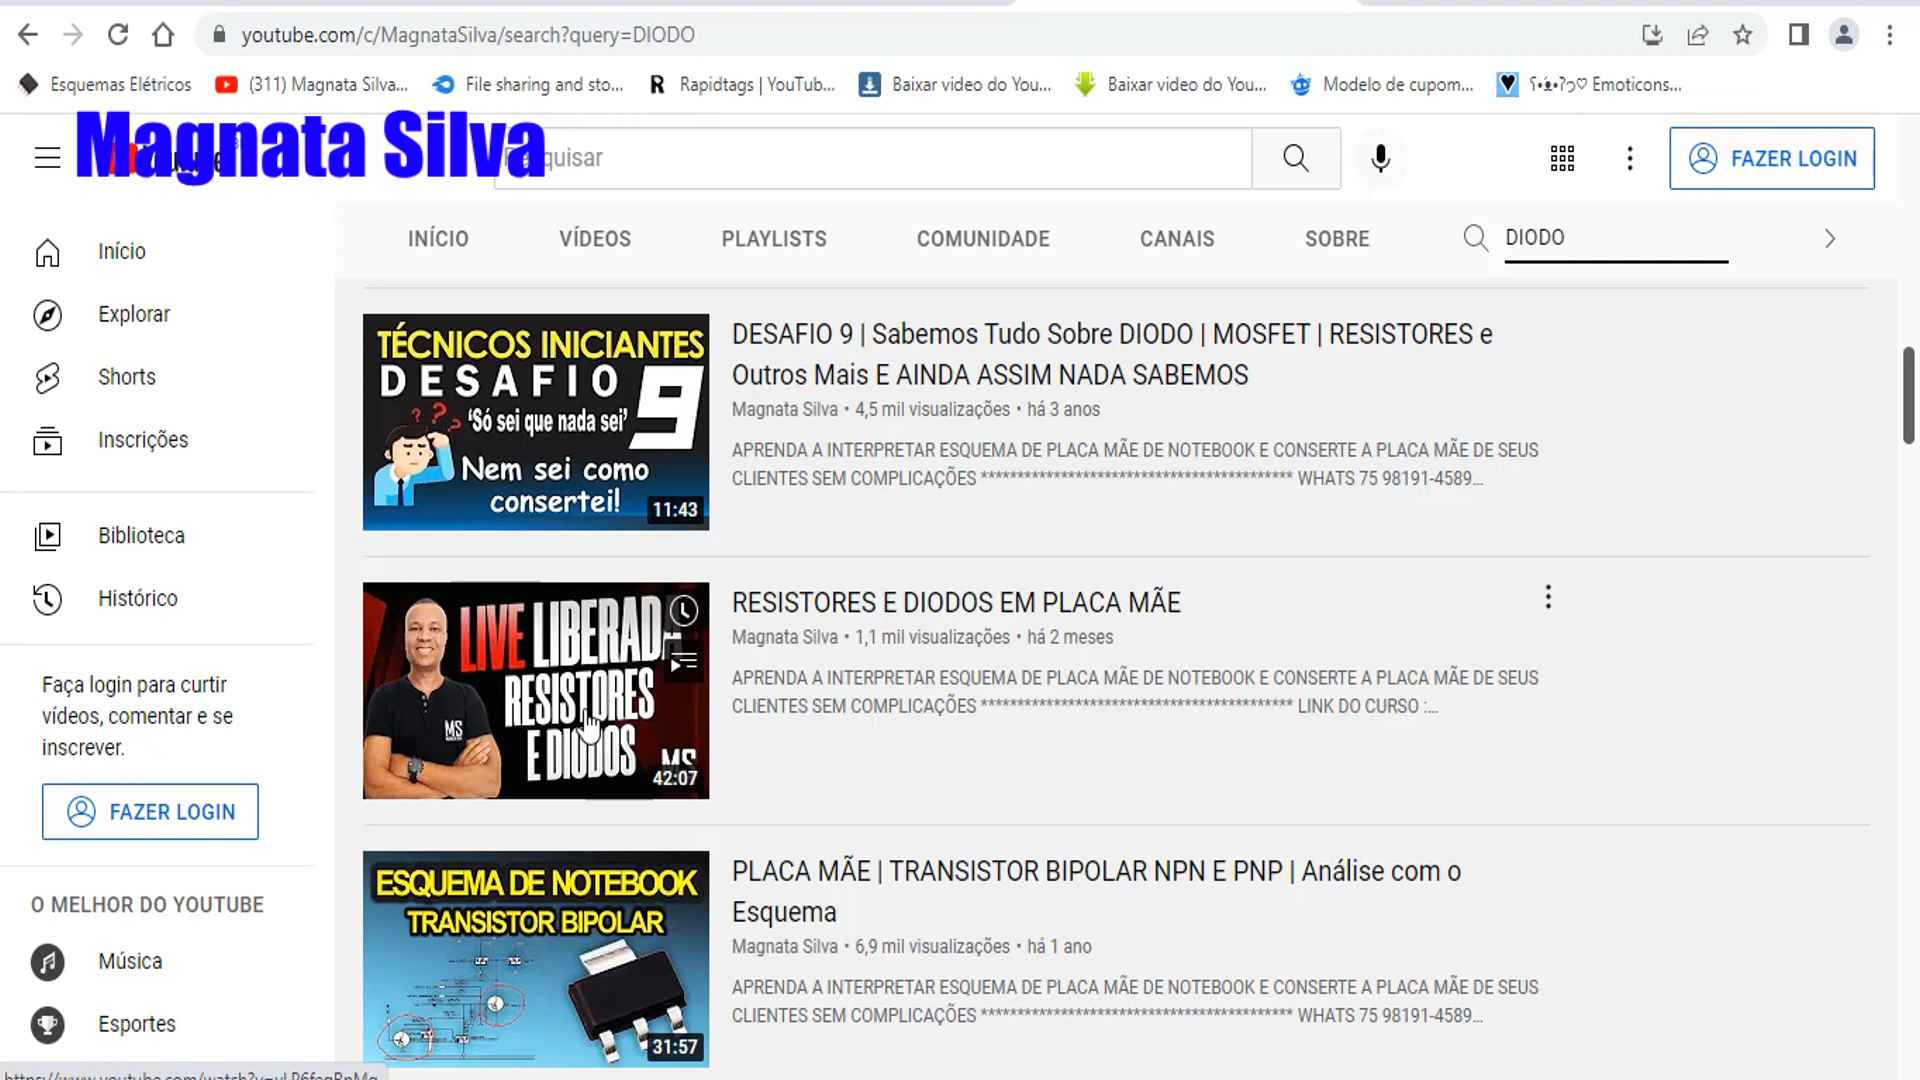 youtube.com/c/MagnataSilva/search?query=DIODO
Esquemas Elétricos
(311) Magnata Silva...
File sharing and sto...
Rapidtags | YouTub...
Baixar video do You...
Baixar video do You...
Modelo de cupom...
Emoticons...
Magnata Silva
quisar
FAZER LOGIN
INÍCIO
VÍDEOS
PLAYLISTS
COMUNIDADE
CANAIS
SOBRE
DIODO
Início
Explorar
Shorts
Inscrições
Biblioteca
Histórico
Faça login para curtir
vídeos, comentar e se
inscrever.
FAZER LOGIN
O MELHOR DO YOUTUBE
Música
Esportes
TÉCNICOS INICIANTES
DESAFIO 9
'Só sei que nada sei'
Nem sei como
consertei!
11:43
DESAFIO 9 | Sabemos Tudo Sobre DIODO | MOSFET | RESISTORES e
Outros Mais E AINDA ASSIM NADA SABEMOS
Magnata Silva • 4,5 mil visualizações • há 3 anos
APRENDA A INTERPRETAR ESQUEMA DE PLACA MÃE DE NOTEBOOK E CONSERTE A PLACA MÃE DE SEUS
CLIENTES SEM COMPLICAÇÕES ****************************************** WHATS 75 98191-4589...
LIVE LIBERADA
RESISTORES
E DIODOS
MS
MS
42:07
RESISTORES E DIODOS EM PLACA MÃE
Magnata Silva • 1,1 mil visualizações • há 2 meses
APRENDA A INTERPRETAR ESQUEMA DE PLACA MÃE DE NOTEBOOK E CONSERTE A PLACA MÃE DE SEUS
CLIENTES SEM COMPLICAÇÕES ****************************************** LINK DO CURSO :...
ESQUEMA DE NOTEBOOK
TRANSISTOR BIPOLAR
31:57
PLACA MÃE | TRANSISTOR BIPOLAR NPN E PNP | Análise com o
Esquema
Magnata Silva • 6,9 mil visualizações • há 1 ano
APRENDA A INTERPRETAR ESQUEMA DE PLACA MÃE DE NOTEBOOK E CONSERTE A PLACA MÃE DE SEUS
CLIENTES SEM COMPLICAÇÕES ****************************************** WHATS 75 98191-4589...